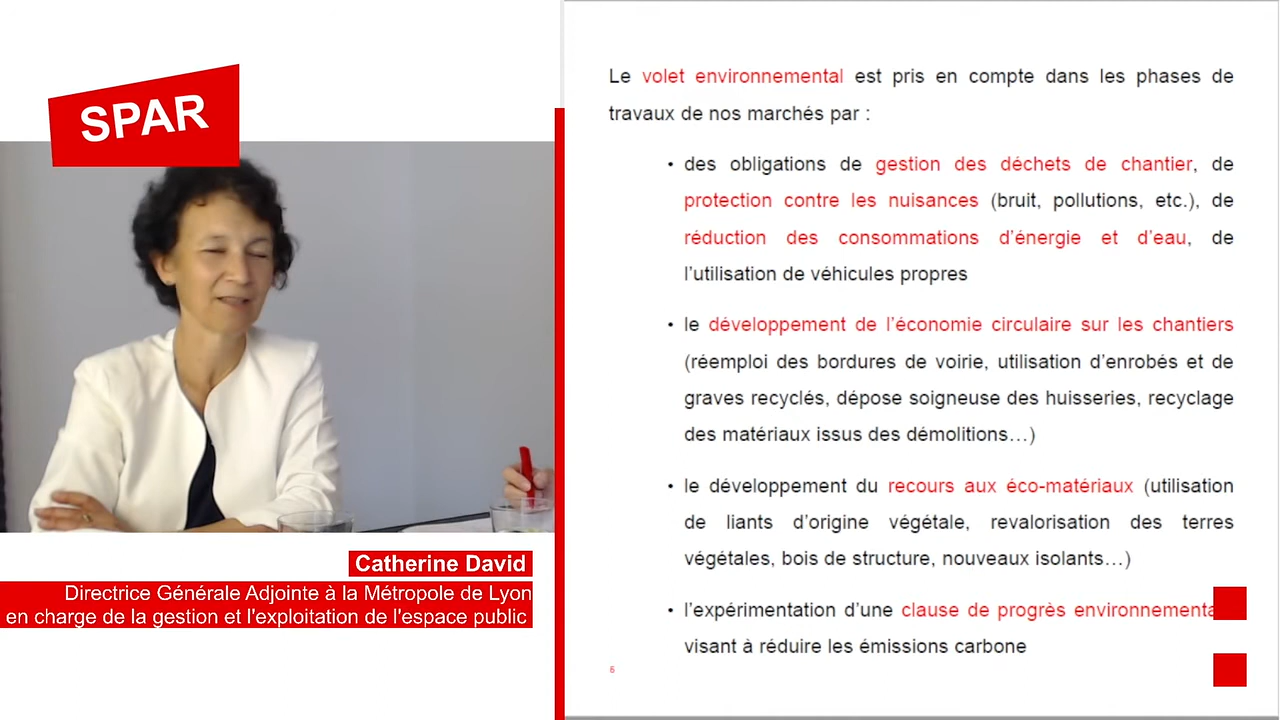 SPAR
Catherine David
Directrice Générale Adjointe à la Métropole de Lyon
en charge de la gestion et l'exploitation de l'espace public
Le volet environnemental est pris en compte dans les phases de
travaux de nos marchés par :
• des obligations de gestion des déchets de chantier, de
protection contre les nuisances (bruit, pollutions, etc.), de
réduction des consommations d’énergie et d’eau, de
l’utilisation de véhicules propres
• le développement de l’économie circulaire sur les chantiers
(réemploi des bordures de voirie, utilisation d’enrobés et de
graves recyclés, dépose soigneuse des huisseries, recyclage
des matériaux issus des démolitions…)
• le développement du recours aux éco-matériaux (utilisation
de liants d’origine végétale, revalorisation des terres
végétales, bois de structure, nouveaux isolants…)
• l’expérimentation d’une clause de progrès environnementa
visant à réduire les émissions carbone
6